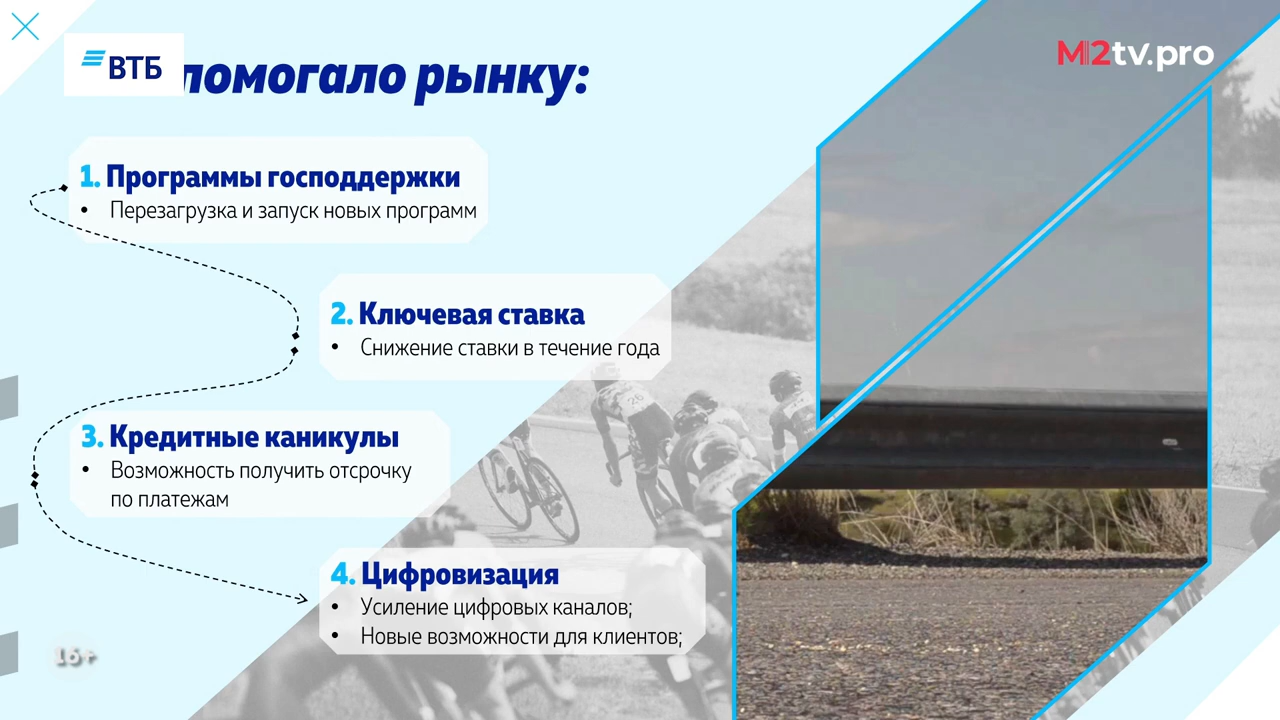 ВТБ
помогало рынку:
M2tv.pro
1. Программы господдержки
• Перезагрузка и запуск новых программ
2. Ключевая ставка
• Снижение ставки в течение года
26
3. Кредитные каникулы
• Возможность получить отсрочку
по платежам
4. Цифровизация
• Усиление цифровых каналов;
• Новые возможности для клиентов;
16+